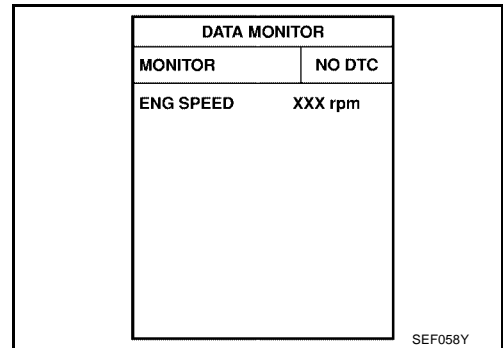 DATA MONITOR
MONITOR NO DTC
ENG SPEED XXX rpm
SEF058Y